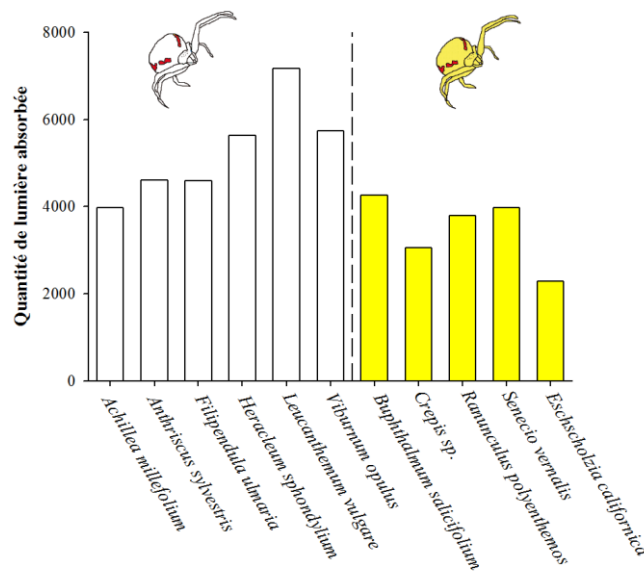 Quantité de lumière absorbée
8000
6000
4000
2000
0
Achillea millefolium
Anthriscus sylvestris
Filipendula ulmaria
Heracleum sphondylium
Leucanthemum vulgare
Viburnum opulus
Buphthalmum salicifolium
Crepis sp.
Ranunculus polyenthemos
Senecio vernalis
Eschscholzia californica